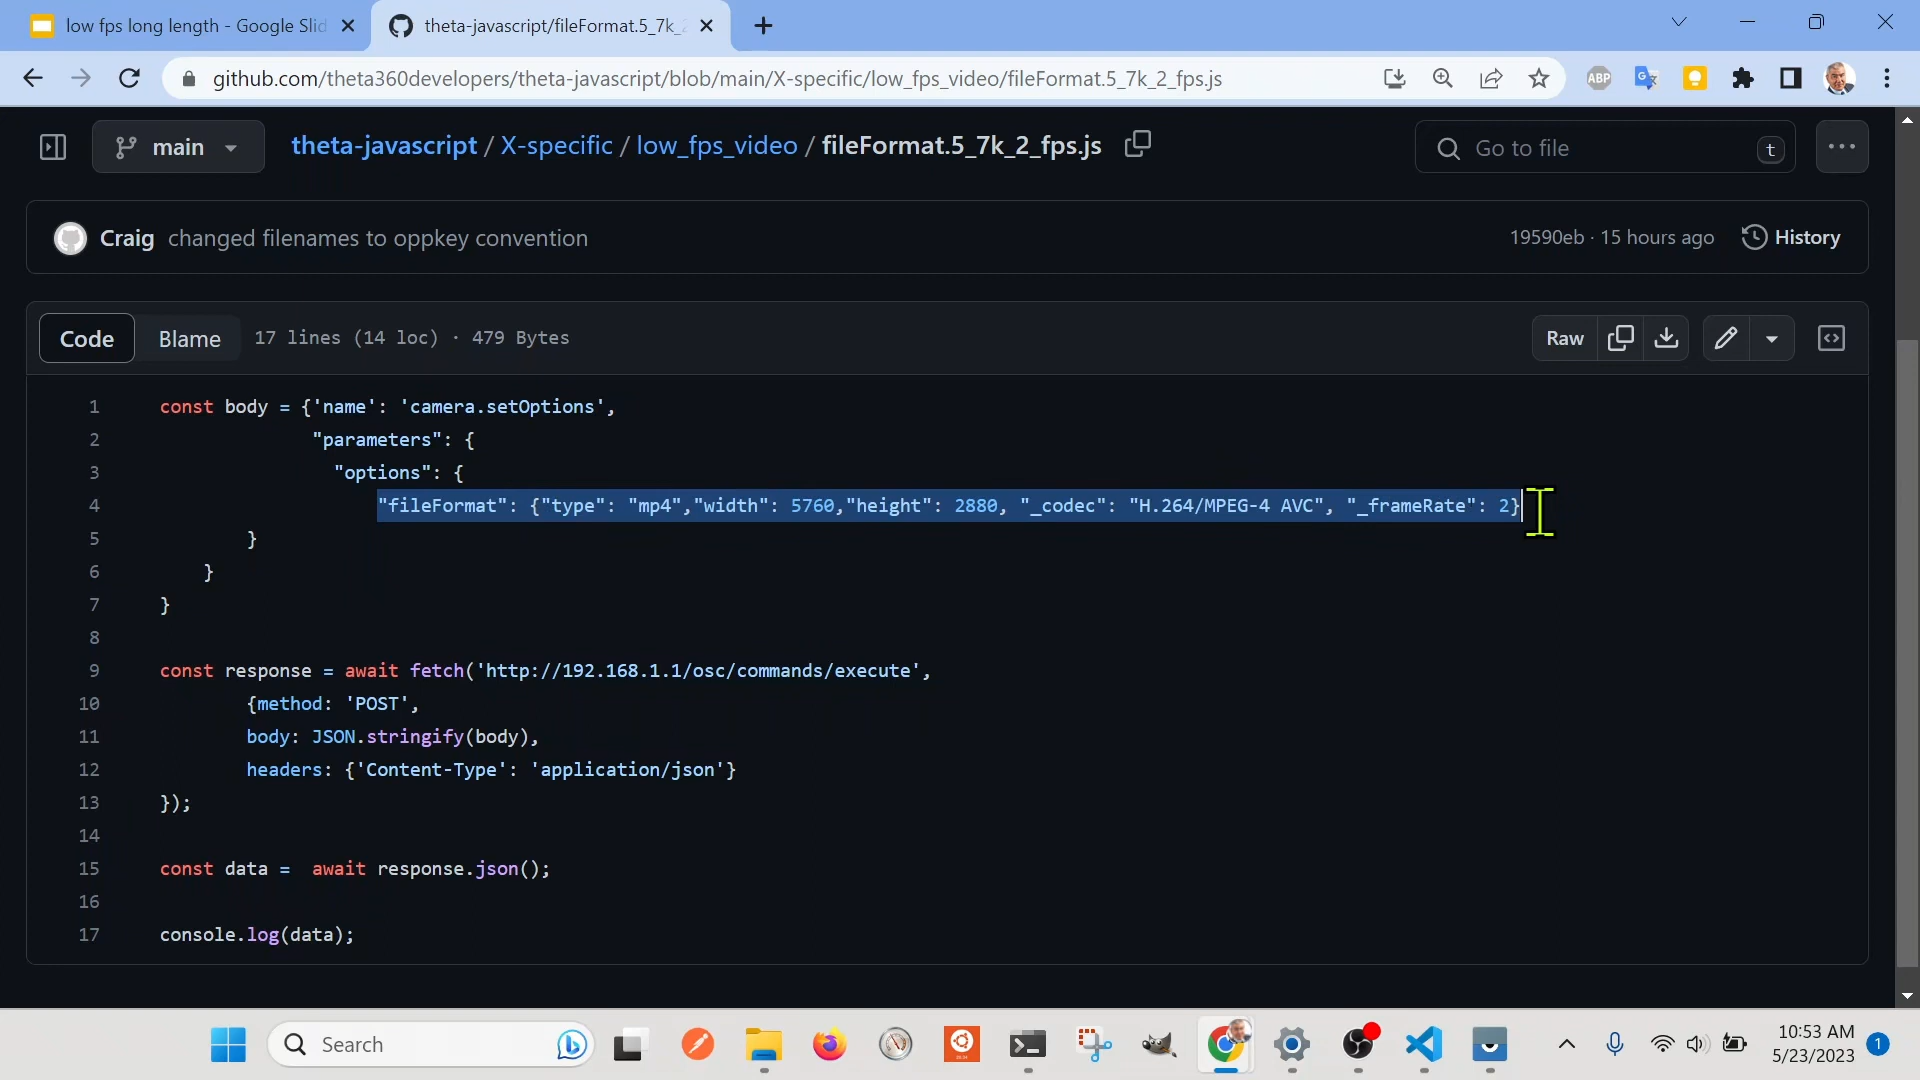 low fps long length - Google Slid
theta-javascript/fileFormat.5_7k_2
github.com/theta360developers/theta-javascript/blob/main/X-specific/low_fps_video/fileFormat.5_7k_2_fps.js
ABP
main
theta-javascript / X-specific / low_fps_video / fileFormat.5_7k_2_fps.js
Go to file
t
Craig changed filenames to oppkey convention
19590eb · 15 hours ago
History
Code
Blame
17 lines (14 loc) · 479 Bytes
Raw
1 const body = {'name': 'camera.setOptions',
2 "parameters": {
3 "options": {
4 "fileFormat": {"type": "mp4","width": 5760,"height": 2880, "_codec": "H.264/MPEG-4 AVC", "_frameRate": 2}
5 }
6 }
7 }
8
9 const response = await fetch('http://192.168.1.1/osc/commands/execute',
10 {method: 'POST',
11 body: JSON.stringify(body),
12 headers: {'Content-Type': 'application/json'}
13 });
14
15 const data =  await response.json();
16
17 console.log(data);
Search
10:53 AM
5/23/2023
1